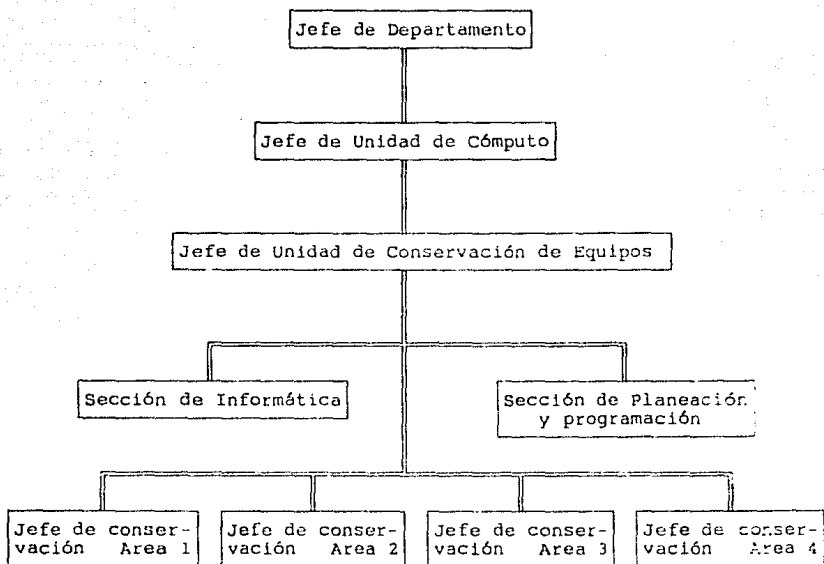 Jefe de Departamento
Jefe de Unidad de Cómputo
Jefe de Unidad de Conservación de Equipos
Sección de Informática
Sección de Planeación
y programación
Jefe de conser-
vación Area 1
Jefe de conser-
vación Area 2
Jefe de conser-
vación Area 3
Jefe de conser-
vación Area 4